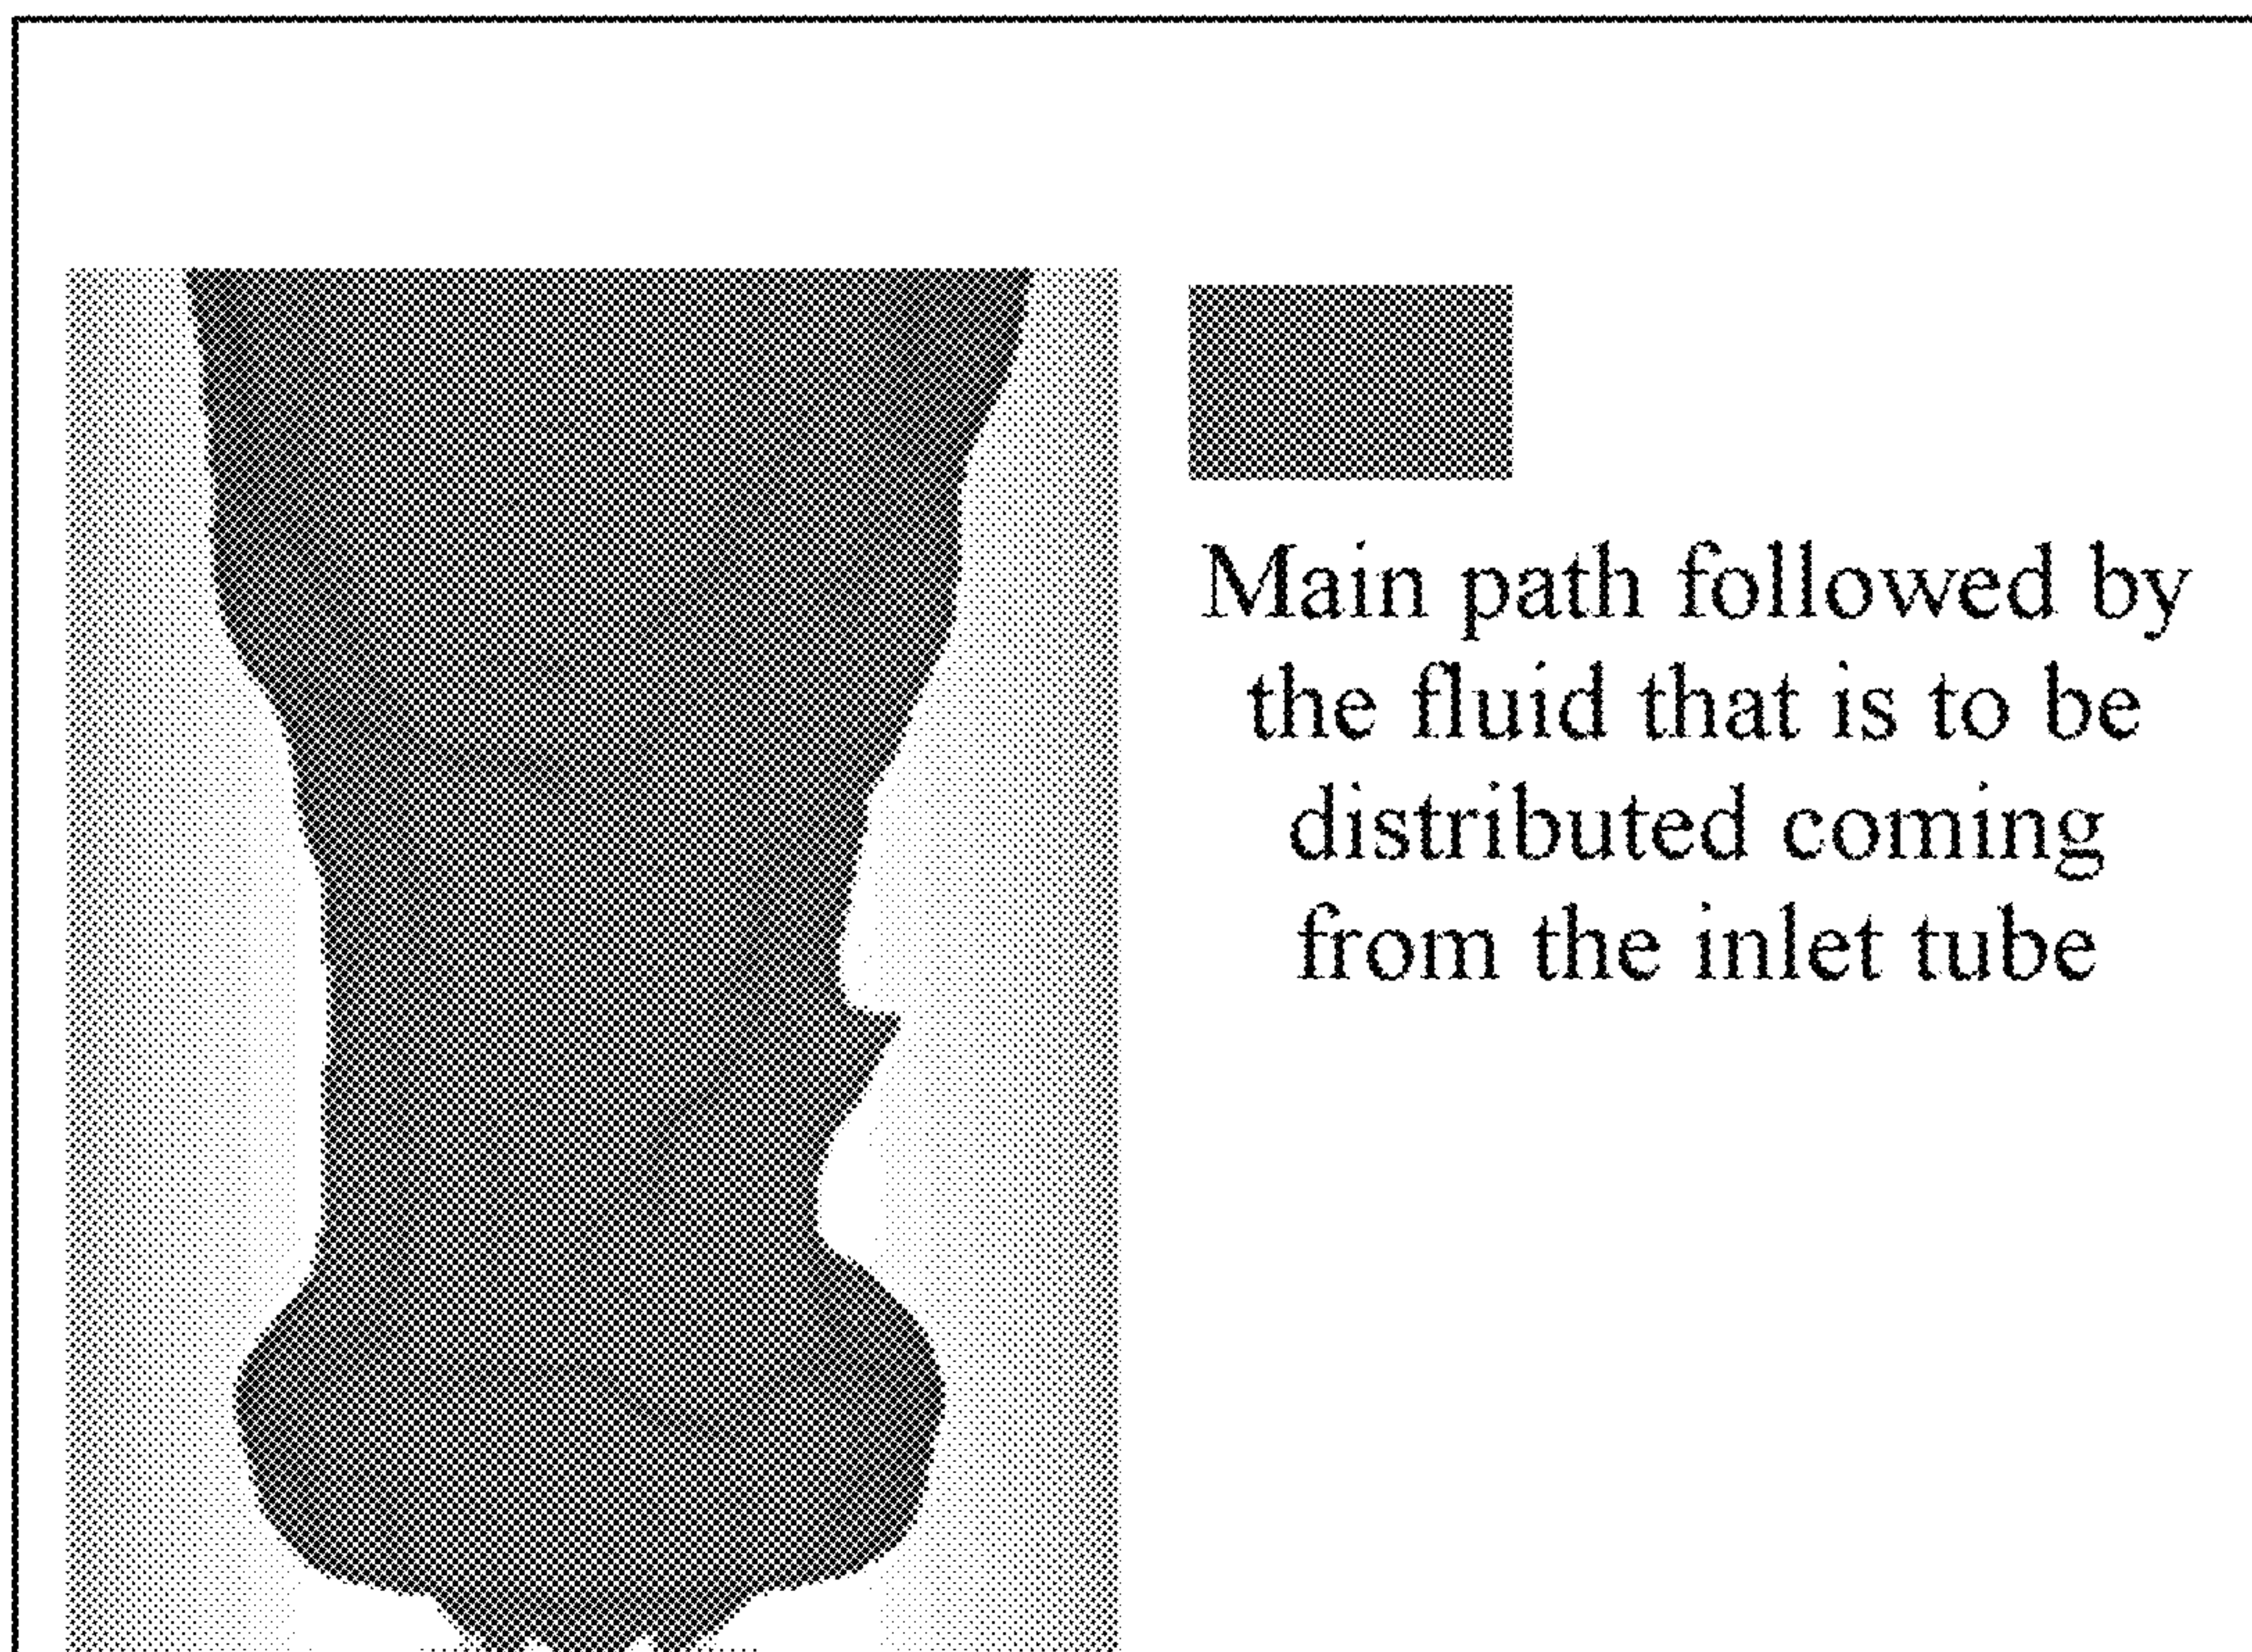 Main path followed by
the fluid that is to be
distributed coming
from the inlet tube